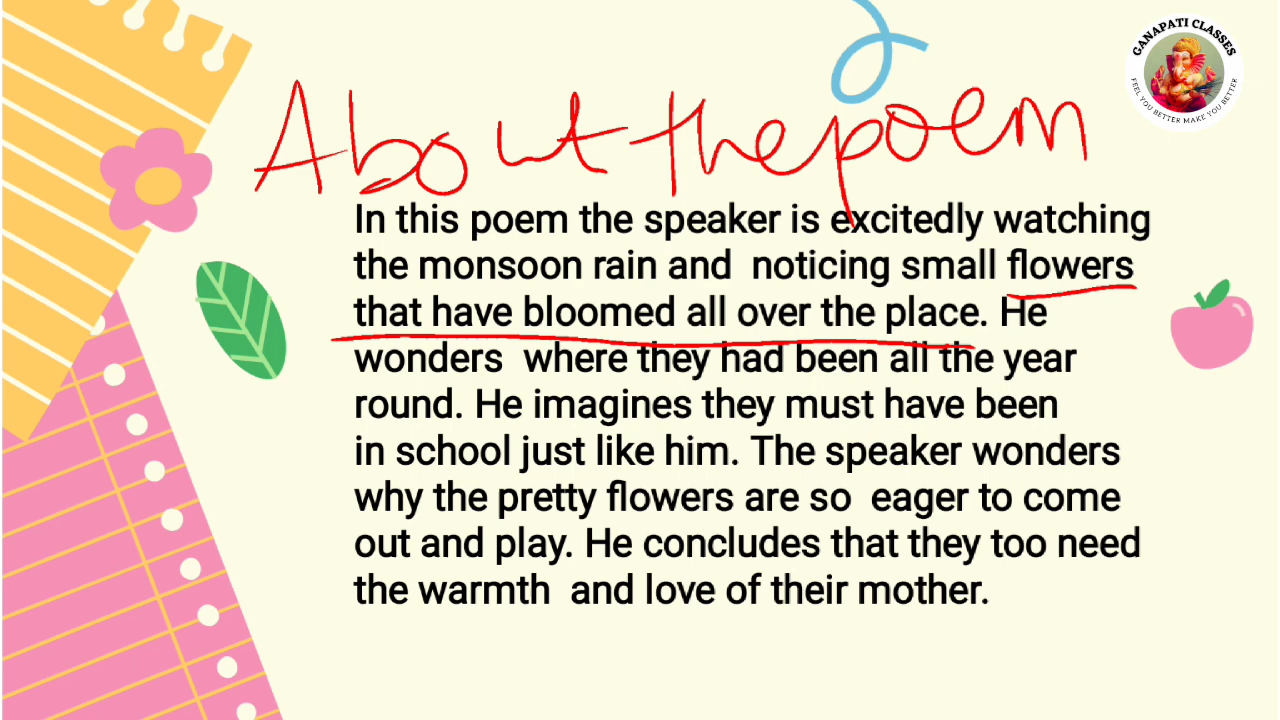 GANAPATI CLASSES
FEEL YOU BETTER MAKE YOU BETTER
About the poem
In this poem the speaker is excitedly watching
the monsoon rain and noticing small flowers
that have bloomed all over the place. He
wonders where they had been all the year
round. He imagines they must have been
in school just like him. The speaker wonders
why the pretty flowers are so eager to come
out and play. He concludes that they too need
the warmth and love of their mother.